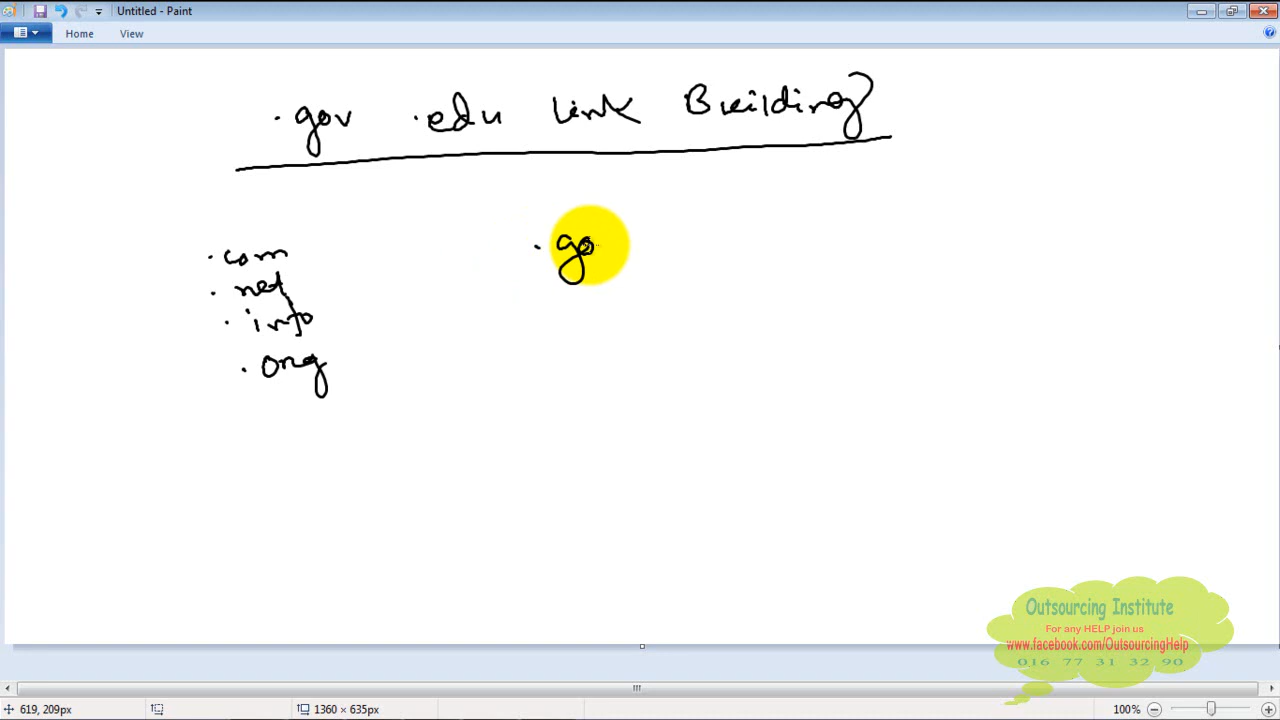 Untitled - Paint
Home View
.gov .edu Link Building
.com
.net
.info
.org
.go
Outsourcing Institute
For any HELP join us
www.facebook.com/OutsourcingHelp
016 77 31 32 90
619, 209px
1360 × 635px
100%